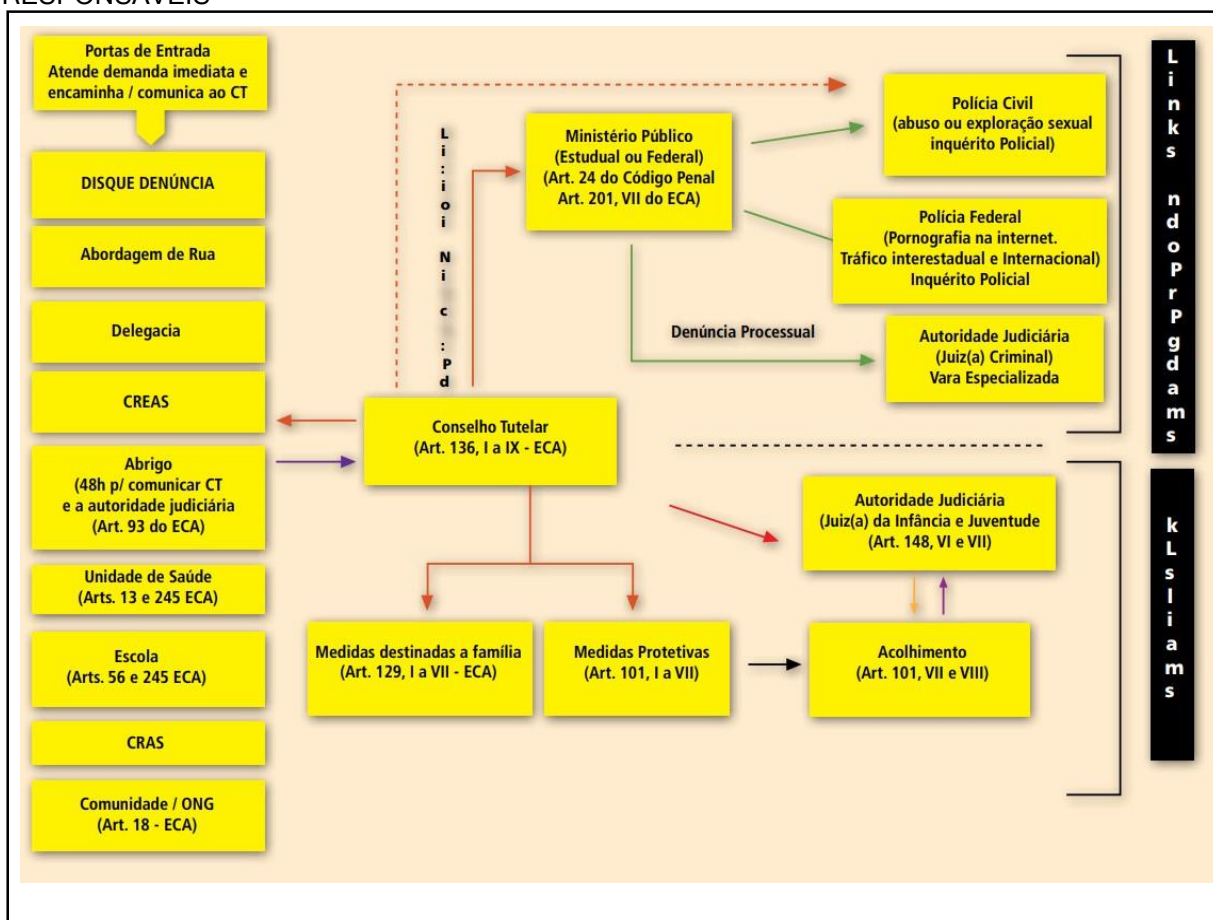 RESPONSÁVEIS
Portas de Entrada
Atende demanda imediata e
encaminha / comunica ao CT
DISQUE DENÚNCIA
Abordagem de Rua
Delegacia
CREAS
Abrigo
(48h p/ comunicar CT
e a autoridade judiciária
(Art. 93 do ECA)
Unidade de Saúde
(Arts. 13 e 245 ECA)
Escola
(Arts. 56 e 245 ECA)
CRAS
Comunidade / ONG
(Art. 18 - ECA)
Conselho Tutelar
(Art. 136, I a IX - ECA)
Medidas destinadas a família
(Art. 129, I a VII - ECA)
Medidas Protetivas
(Art. 101, I a VII)
Ministério Público
(Estudual ou Federal)
(Art. 24 do Código Penal
Art. 201, VII do ECA)
Denúncia Processual
Polícia Civil
(abuso ou exploração sexual
inquérito Policial)
Polícia Federal
(Pornografia na internet.
Tráfico interestadual e Internacional)
Inquérito Policial
Autoridade Judiciária
(Juiz(a) Criminal)
Vara Especializada
Autoridade Judiciária
(Juiz(a) da Infância e Juventude
(Art. 148, VI e VII)
Acolhimento
(Art. 101, VII e VIII)
Links ndoPrPgdams
kLsliams